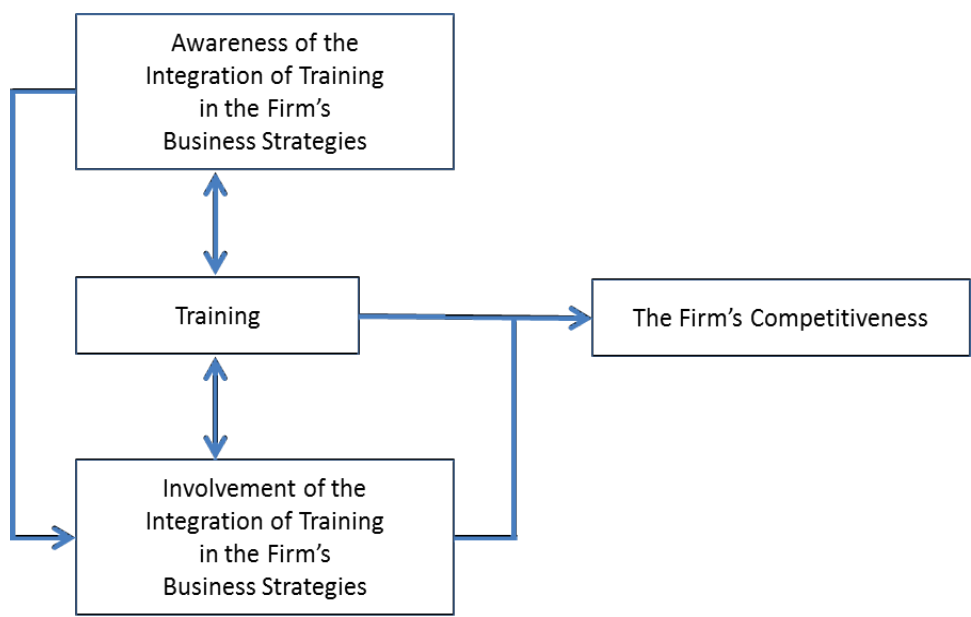 Awareness of the
Integration of Training
in the Firm's
Business Strategies
Training
The Firm's Competitiveness
Involvement of the
Integration of Training
in the Firm's
Business Strategies